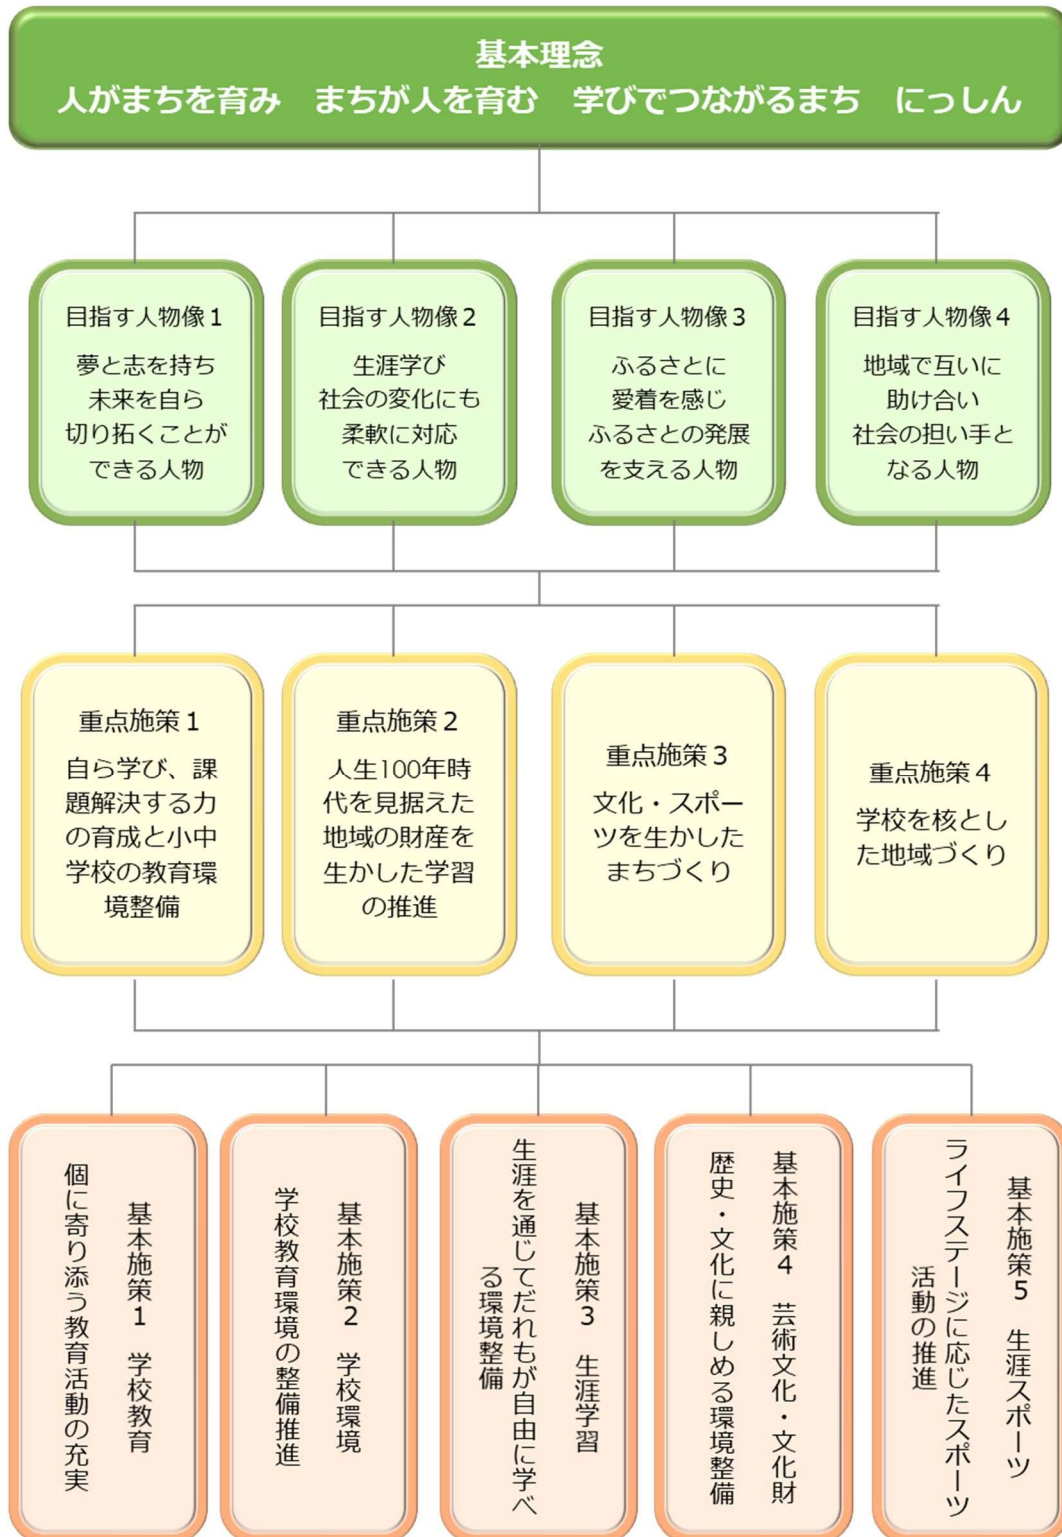 基本理念
人がまちを育み　まちが人を育む　学びでつながるまち　にっしん
目指す人物像１
夢と志を持ち
未来を自ら
切り拓くことが
できる人物
目指す人物像２
生涯学び
社会の変化にも
柔軟に対応
できる人物
目指す人物像３
ふるさとに
愛着を感じ
ふるさとの発展
を支える人物
目指す人物像４
地域で互いに
助け合い
社会の担い手と
なる人物
重点施策１
自ら学び、課
題解決する力
の育成と小中
学校の教育環
境整備
重点施策２
人生100年時
代を見据えた
地域の財産を
生かした学習
の推進
重点施策３
文化・スポー
ツを生かした
まちづくり
重点施策４
学校を核とし
た地域づくり
基本施策１　学校教育
個に寄り添う教育活動の充実
基本施策２　学校環境
学校教育環境の整備推進
基本施策３　生涯学習
生涯を通じてだれもが自由に学べ
る環境整備
基本施策４　芸術文化・文化財
歴史・文化に親しめる環境整備
基本施策５　生涯スポーツ
ライフステージに応じたスポーツ
活動の推進